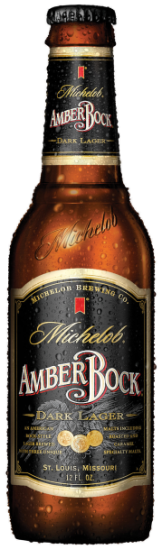 Michelob.
AMBERBOCK
DARK LAGER
Michelob
MICHELOB BREWING CO.
Michelob.
AMBERBOCK
DARK LAGER
ST. LOUIS, MISSOURI
12 FL. OZ.